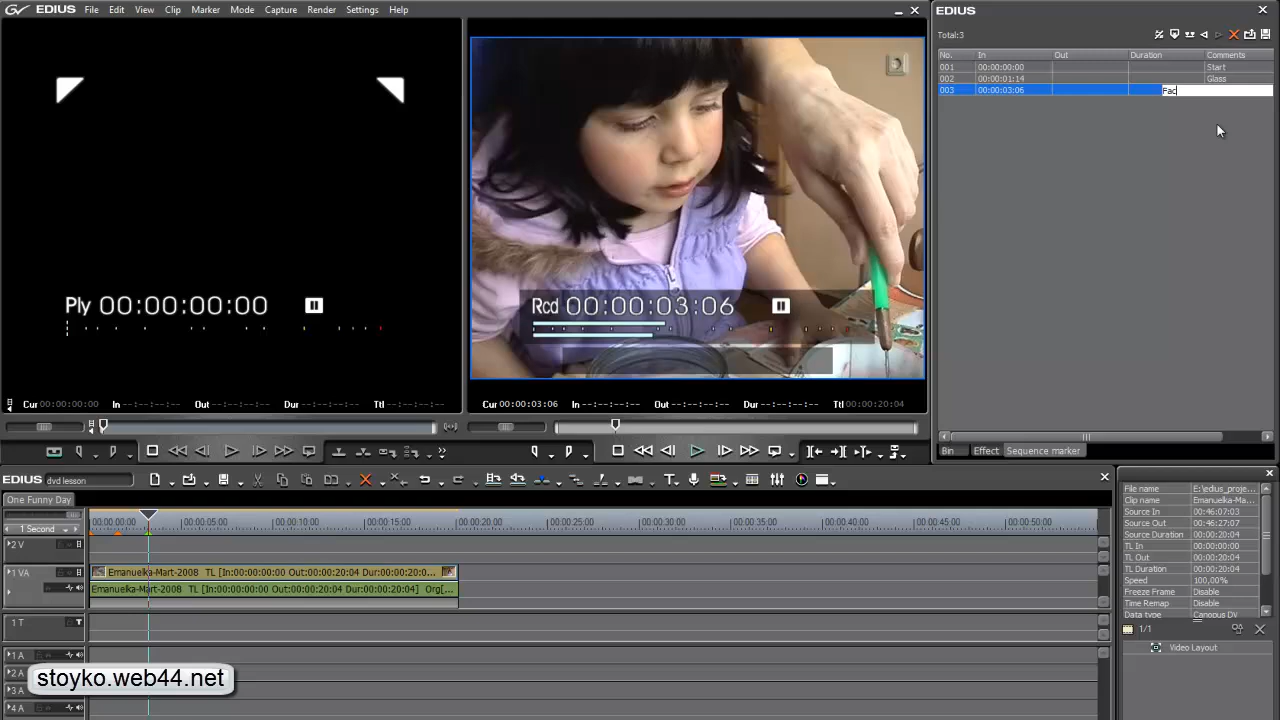 EDIUS File Edit View Clip Marker Mode Capture Render Settings Help
Ply 00:00:00:00
Cur 00:00:00:00 In --:--:--:-- Out --:--:--:-- Dur --:--:--:-- Ttl --:--:--:--
Rcd 00:00:03:06
Cur 00:00:03:06 In --:--:--:-- Out --:--:--:-- Dur --:--:--:-- Ttl 00:00:20:04
EDIUS
Total:3
No. In Out Duration Comments
001 00:00:00:00 Start
002 00:00:01:14 Glass
003 00:00:03:06 Fac
Bin Effect Sequence marker
EDIUS dvd lesson
One Funny Day
1 Second
00:00:00:00 00:00:05:00 00:00:10:00 00:00:15:00 00:00:20:00 00:00:25:00 00:00:30:00 00:00:35:00 00:00:40:00 00:00:45:00 00:00:50:00
2 V
1 VA
Emanuelka-Mart-2008 TL [In:00:00:00:00 Out:00:00:20:04 Dur:00:00:20:0...
Emanuelka-Mart-2008 TL [In:00:00:00:00 Out:00:00:20:04 Dur:00:00:20:04] Org[...
1 T
T
1 A
2 A
3 A
4 A
stoyko.web44.net
File name E:\edius_proje...
Clip name Emanuelka-Ma...
Source In 00:46:07:03
Source Out 00:46:27:07
Source Duration 00:00:20:04
TL In 00:00:00:00
TL Out 00:00:20:04
TL Duration 00:00:20:04
Speed 100,00%
Freeze Frame Disable
Time Remap Disable
Data type Canopus DV
1/1
Video Layout